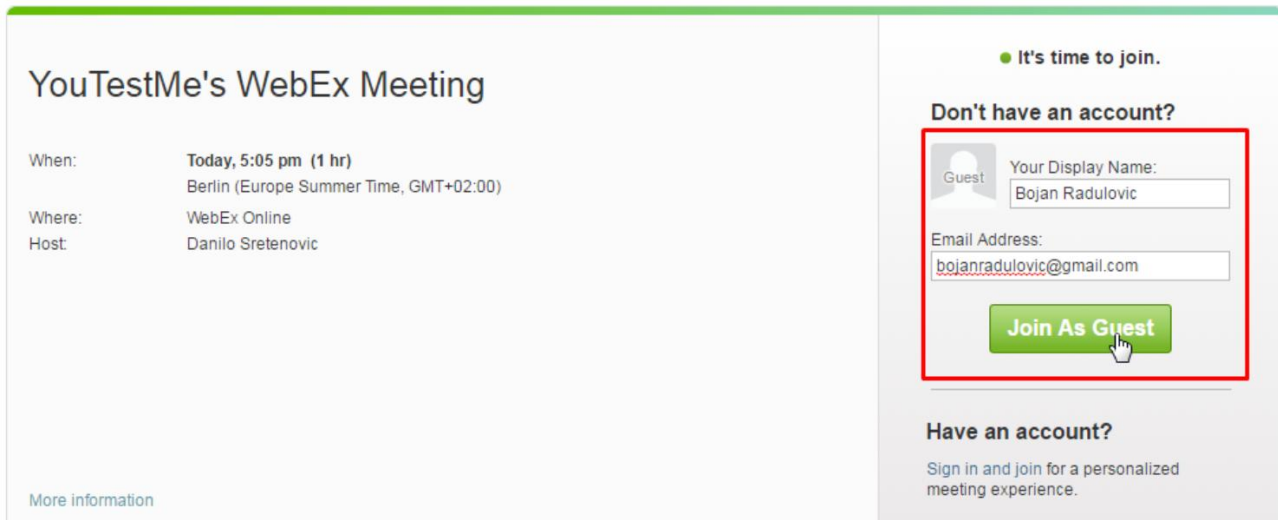 YouTestMe's WebEx Meeting
When: Today, 5:05 pm (1 hr)
Berlin (Europe Summer Time, GMT+02:00)
Where: WebEx Online
Host: Danilo Sretenovic
More information
It's time to join.
Don't have an account?
Guest
Your Display Name:
Bojan Radulovic
Email Address:
bojanradulovic@gmail.com
Join As Guest
Have an account?
Sign in and join for a personalized
meeting experience.